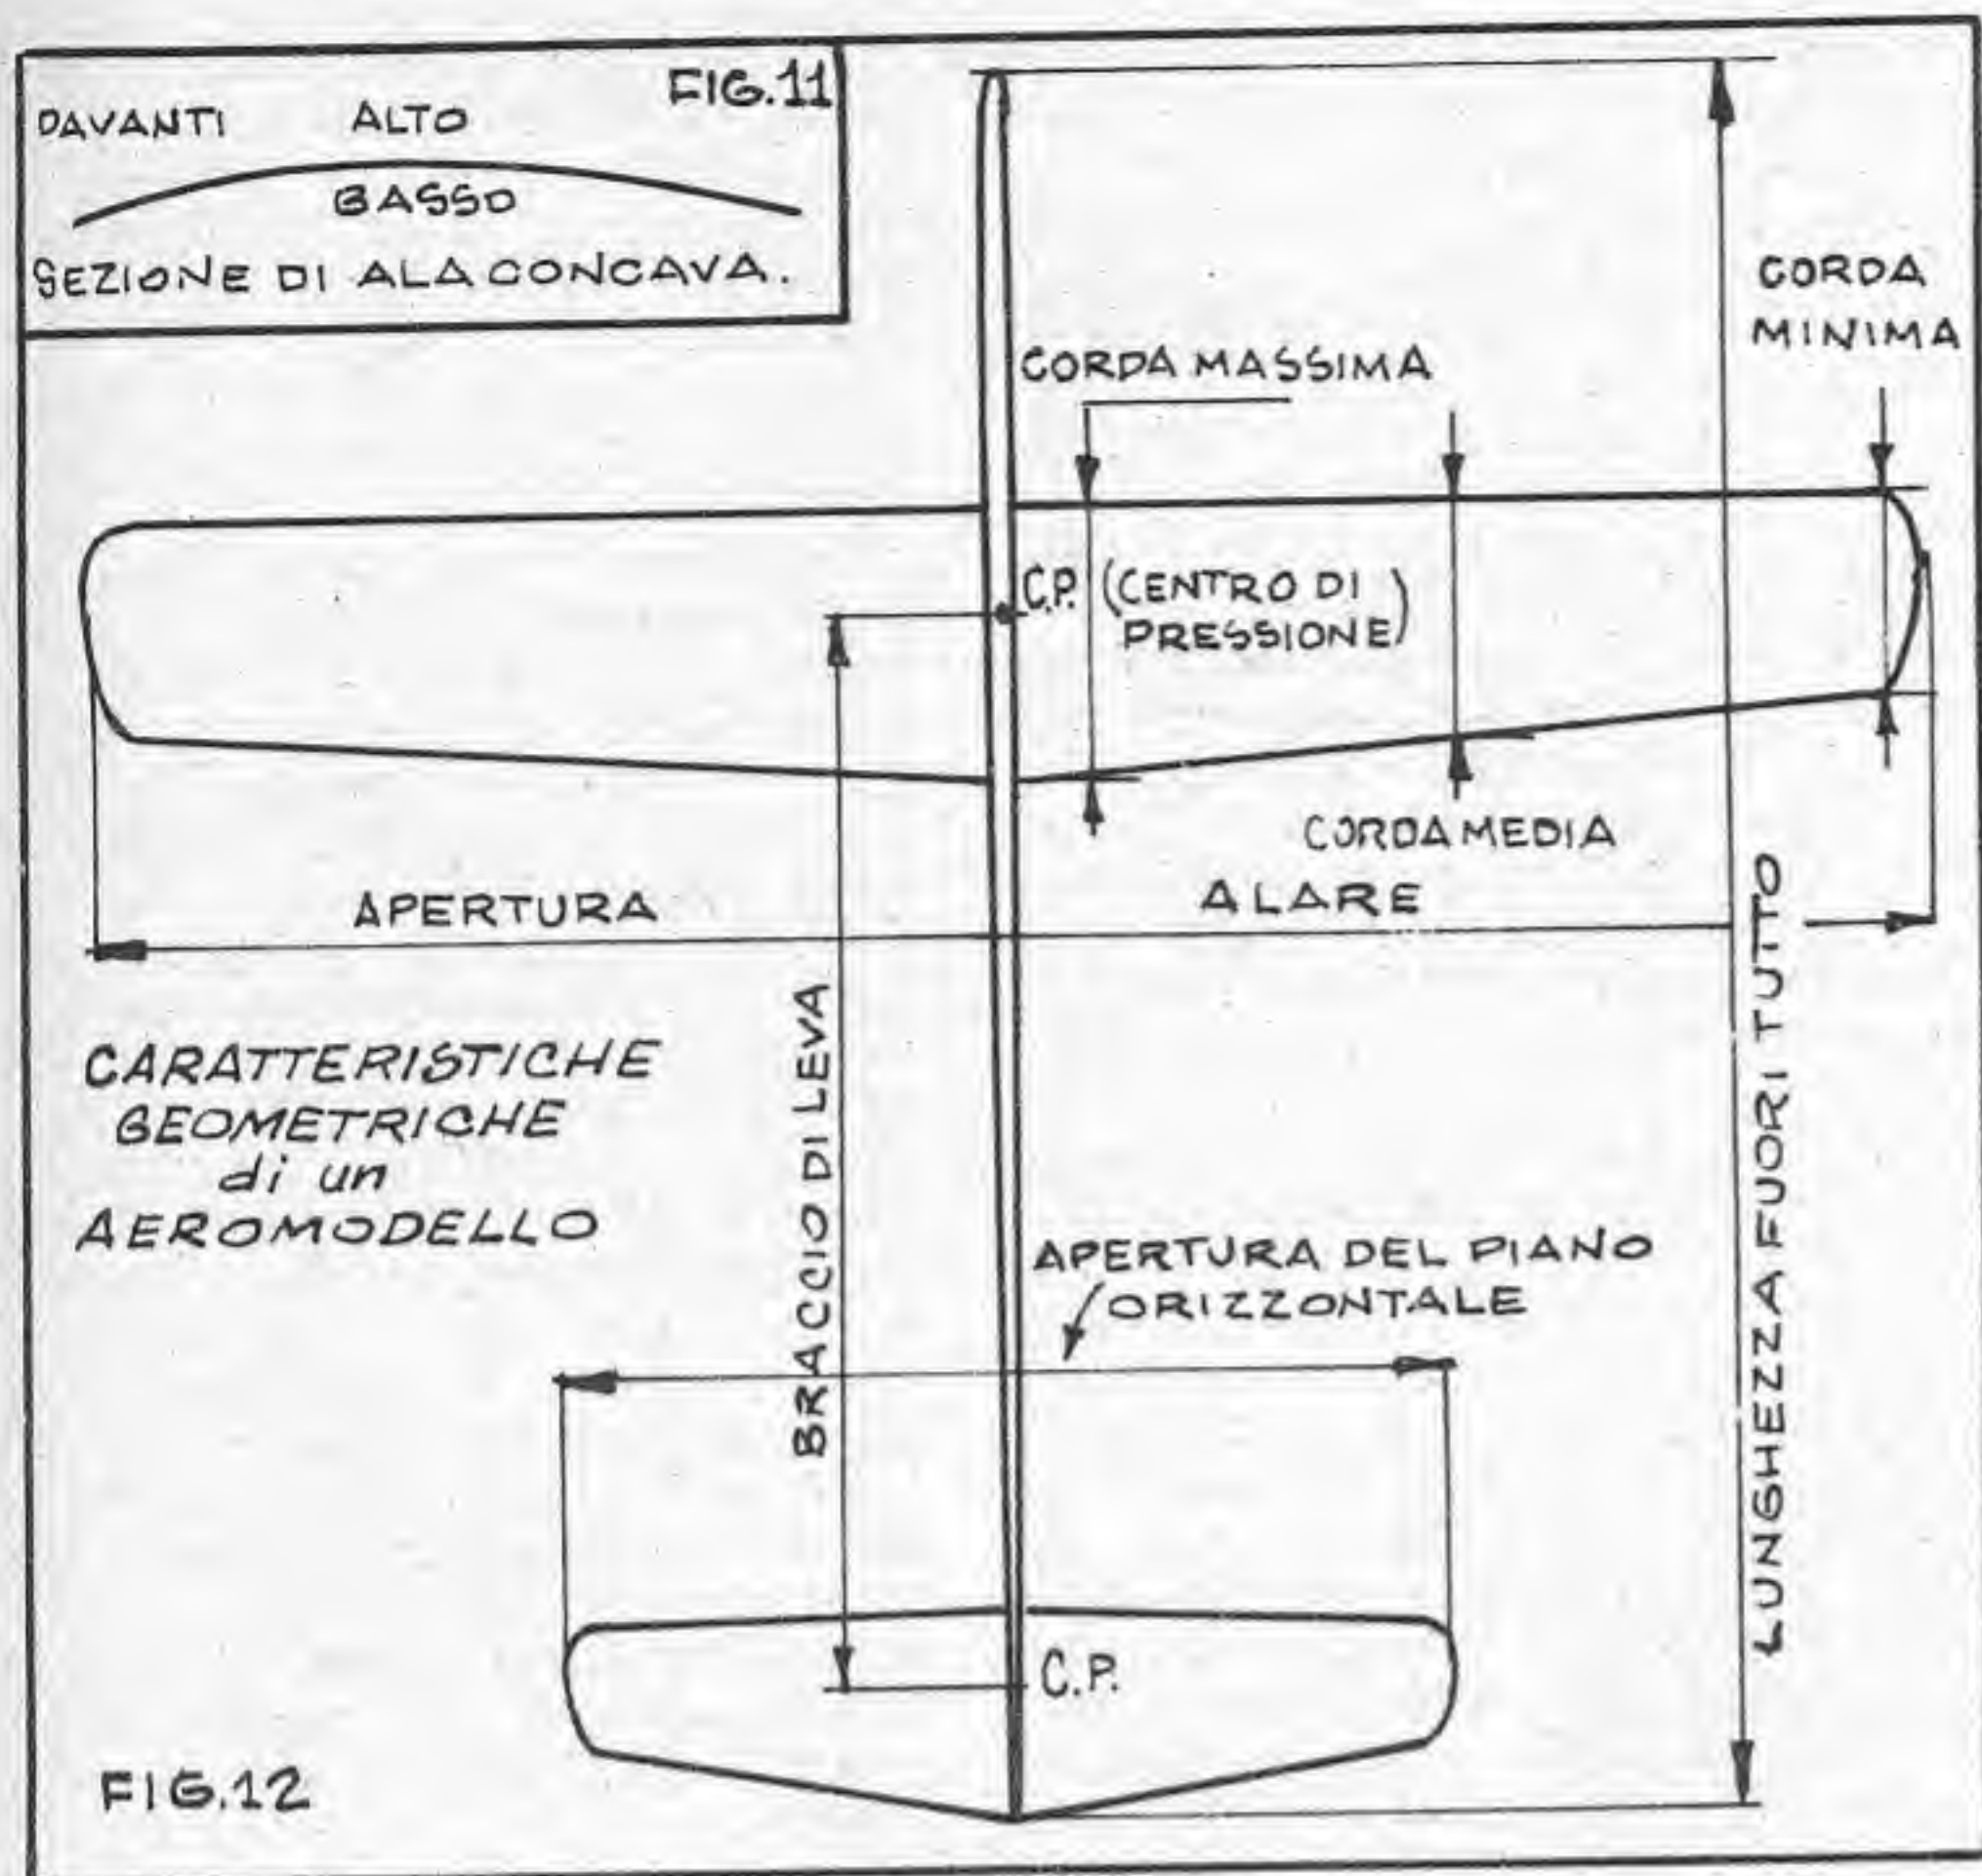 FIG.11
DAVANTI ALTO
BASSO
SEZIONE DI ALA CONCAVA.
CORDA
MINIMA
CORDA MASSIMA
C.P. (CENTRO DI
PRESSIONE)
CORDA MEDIA
APERTURA ALARE
CARATTERISTICHE
GEOMETRICHE
di un
AEROMODELLO
BRACCIO DI LEVA
LUNGHEZZA FUORI TUTTO
APERTURA DEL PIANO
ORIZZONTALE
C.P.
FIG.12